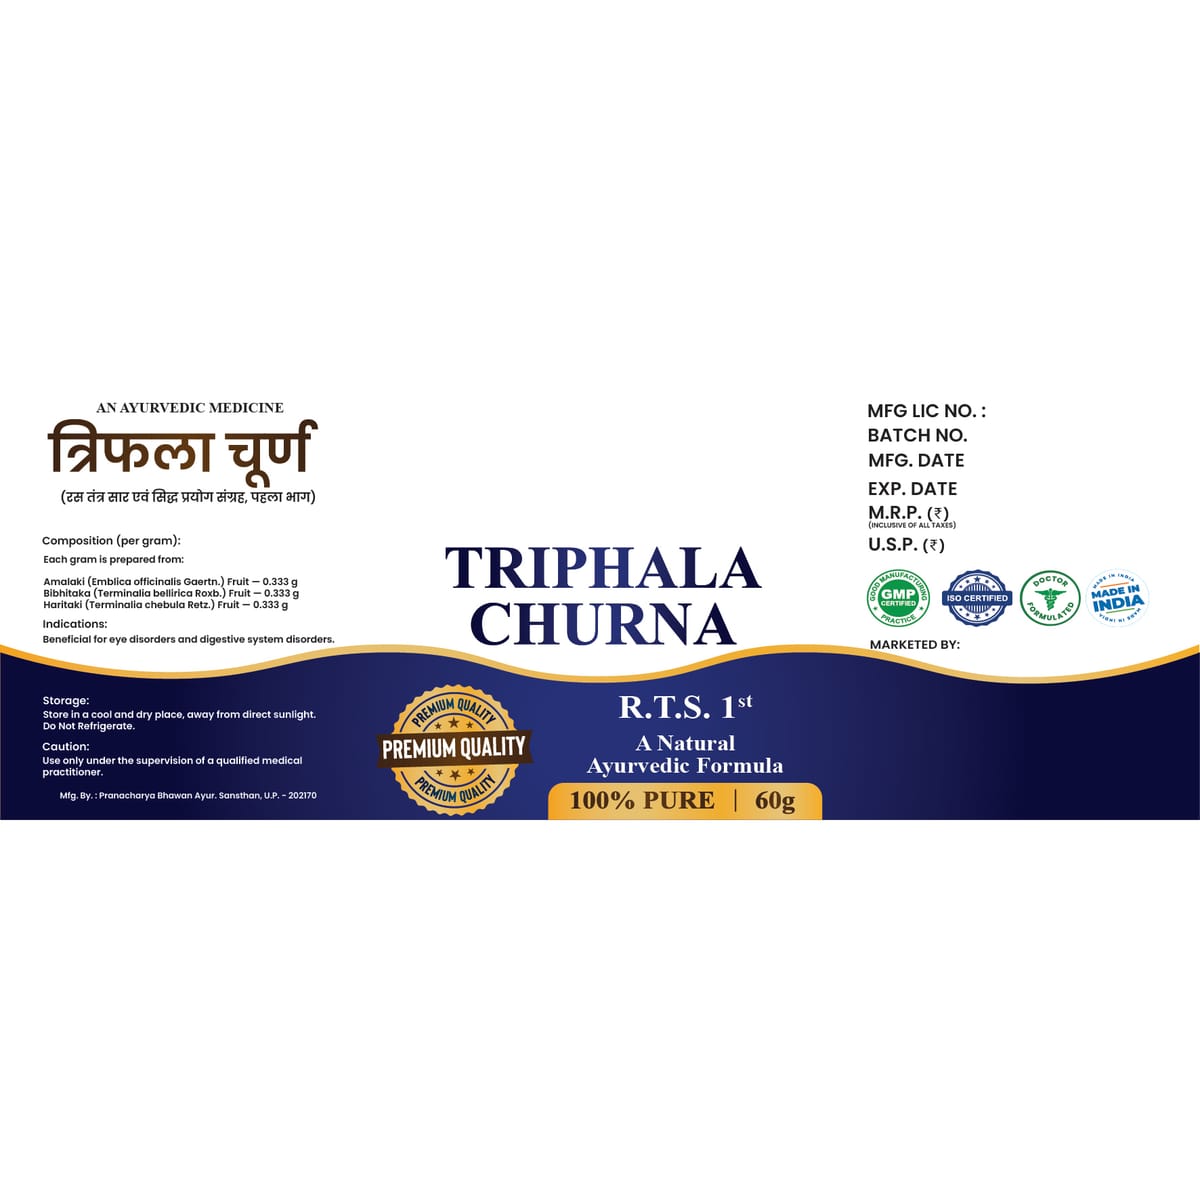 AN AYURVEDIC MEDICINE
त्रिफला चूर्ण
(रस तंत्र सार एवं सिद्ध प्रयोग संग्रह, पहला भाग)
Composition (per gram):
Each gram is prepared from:
Amalaki (Emblica officinalis Gaertn.) Fruit — 0.333 g
Bibhitaka (Terminalia bellirica Roxb.) Fruit — 0.333 g
Haritaki (Terminalia chebula Retz.) Fruit — 0.333 g
Indications:
Beneficial for eye disorders and digestive system disorders.
Storage:
Store in a cool and dry place, away from direct sunlight.
Do Not Refrigerate.
Caution:
Use only under the supervision of a qualified medical
practitioner.
Mfg. By. : Pranacharya Bhawan Ayur. Sansthan, U.P. - 202170
TRIPHALA
CHURNA
PREMIUM QUALITY
PREMIUM QUALITY
PREMIUM QUALITY
R.T.S. 1st
A Natural
Ayurvedic Formula
100% PURE | 60g
MFG LIC NO. :
BATCH NO.
MFG. DATE
EXP. DATE
M.R.P. (₹)
(INCLUSIVE OF ALL TAXES)
U.S.P. (₹)
GOOD MANUFACTURING
GMP
CERTIFIED
PRACTICE
ISO CERTIFIED
DOCTOR
FORMULATED
MADE IN INDIA
MADE IN
INDIA
MARKETED BY: